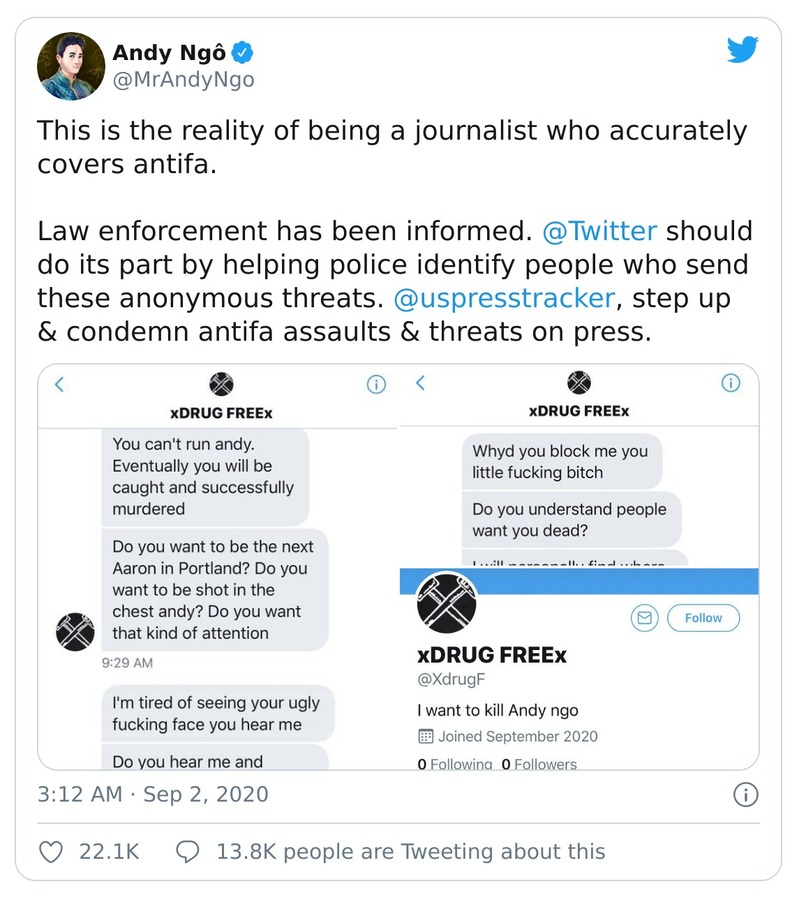 Andy Ngô
@MrAndyNgo
This is the reality of being a journalist who accurately
covers antifa.
Law enforcement has been informed. @Twitter should
do its part by helping police identify people who send
these anonymous threats. @uspresstracker, step up
& condemn antifa assaults & threats on press.
xDRUG FREEx
You can't run andy.
Eventually you will be
caught and successfully
murdered
Do you want to be the next
Aaron in Portland? Do you
want to be shot in the
chest andy? Do you want
that kind of attention
9:29 AM
I'm tired of seeing your ugly
fucking face you hear me
Do you hear me and
xDRUG FREEx
Whyd you block me you
little fucking bitch
Do you understand people
want you dead?
I will personally find where
Follow
xDRUG FREEx
@XdrugF
I want to kill Andy ngo
Joined September 2020
0 Following 0 Followers
3:12 AM · Sep 2, 2020
22.1K 13.8K people are Tweeting about this